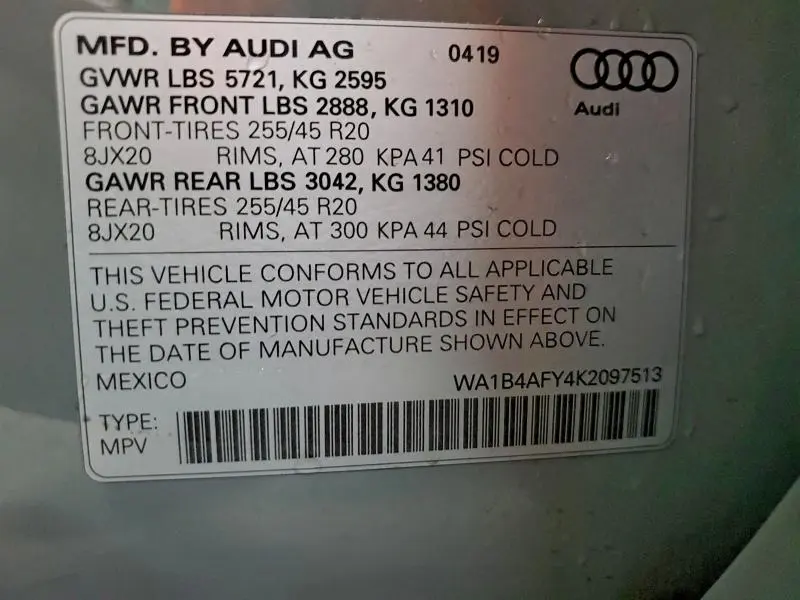 MFD. BY AUDI AG 0419
GVWR LBS 5721, KG 2595
GAWR FRONT LBS 2888, KG 1310
Audi
FRONT-TIRES 255/45 R20
8JX20 RIMS, AT 280 KPA 41 PSI COLD
GAWR REAR LBS 3042, KG 1380
REAR-TIRES 255/45 R20
8JX20 RIMS, AT 300 KPA 44 PSI COLD
THIS VEHICLE CONFORMS TO ALL APPLICABLE
U.S. FEDERAL MOTOR VEHICLE SAFETY AND
THEFT PREVENTION STANDARDS IN EFFECT ON
THE DATE OF MANUFACTURE SHOWN ABOVE.
MEXICO WA1B4AFY4K2097513
TYPE:
MPV